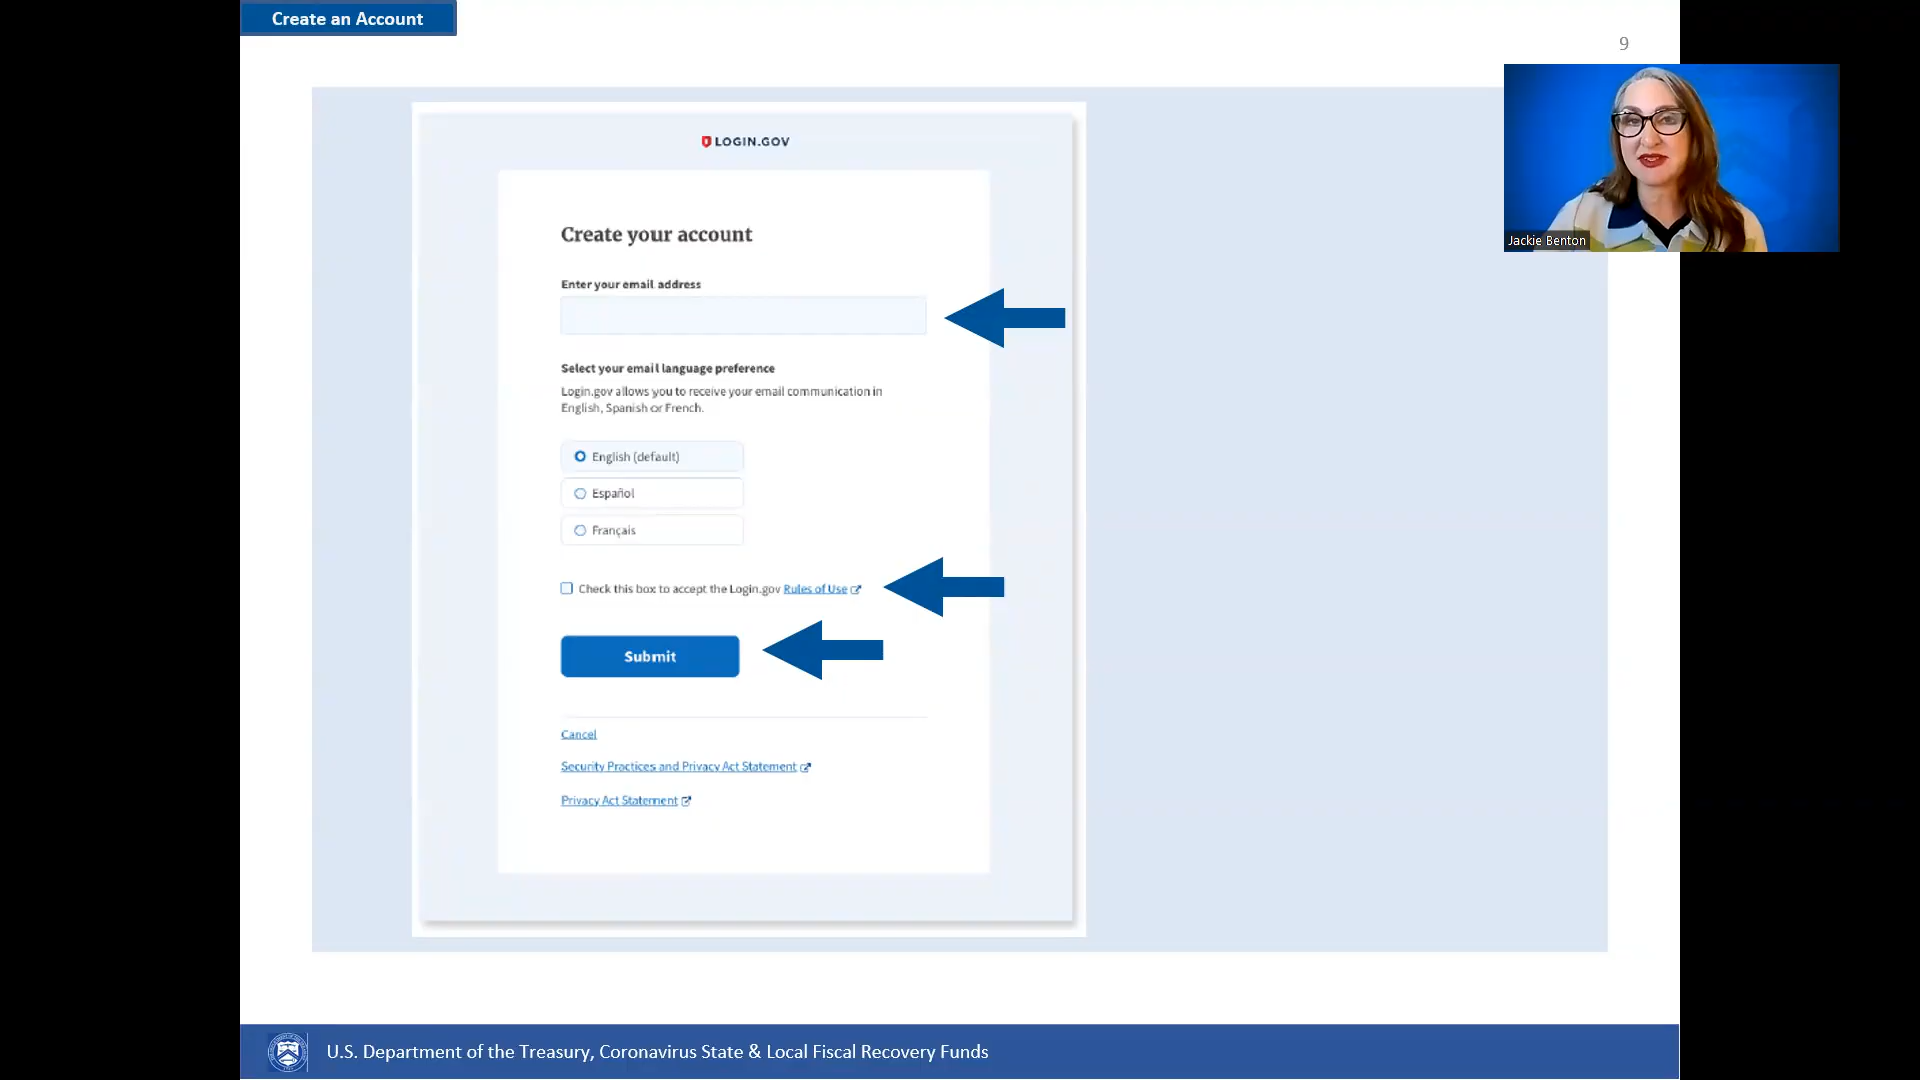 Create an Account
9
LOGIN.GOV
Create your account
Enter your email address
Select your email language preference
Login.gov allows you to receive your email communication in
English, Spanish or French.
English (default)
Español
Français
Check this box to accept the Login.gov Rules of Use
Submit
Cancel
Security Practices and Privacy Act Statement
Privacy Act Statement
Jackie Benton
U.S. Department of the Treasury, Coronavirus State & Local Fiscal Recovery Funds